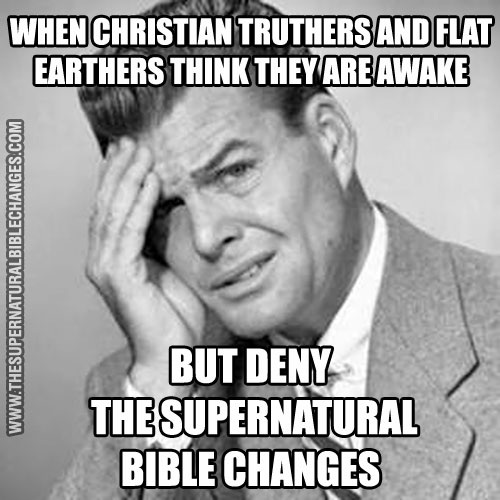 WHEN CHRISTIAN TRUTHERS AND FLAT
EARTHERS THINK THEY ARE AWAKE
WWW.THESUPERNATURALBIBLECHANGES.COM
BUT DENY
THE SUPERNATURAL
BIBLE CHANGES